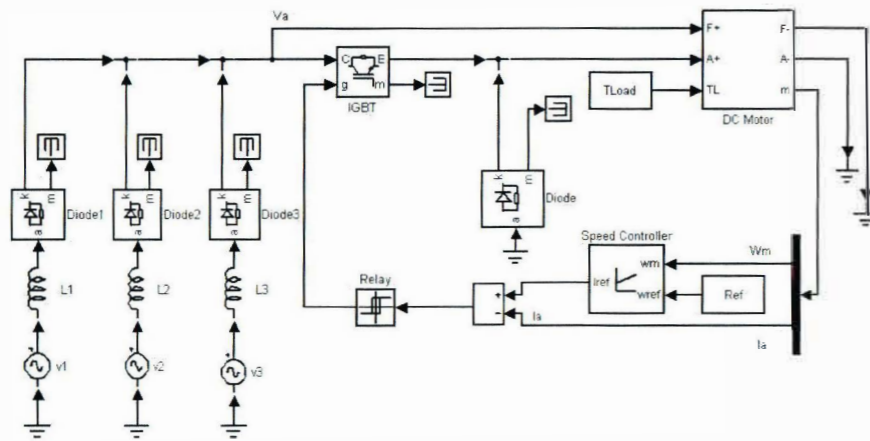 Va
F+ F-
C E
A+ A-
g m
IGBT
TLoad
TL m
DC Motor
k m
Diode1
a
k m
Diode2
a
k m
Diode3
a
k m
Diode
a
Speed Controller
Wm
wm
Iref
wref
Ref
L1
L2
L3
Relay
+
-
Ia
Ia
v1
v2
v3